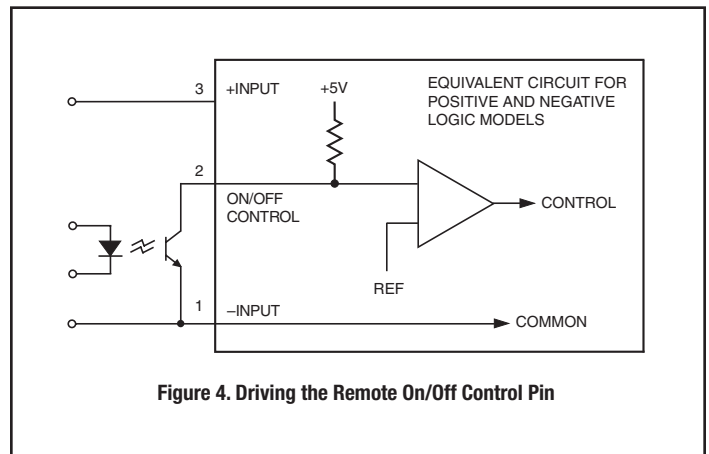 3 +INPUT
+5V
EQUIVALENT CIRCUIT FOR
POSITIVE AND NEGATIVE
LOGIC MODELS
2
ON/OFF
CONTROL
CONTROL
REF
1 –INPUT
COMMON
Figure 4. Driving the Remote On/Off Control Pin